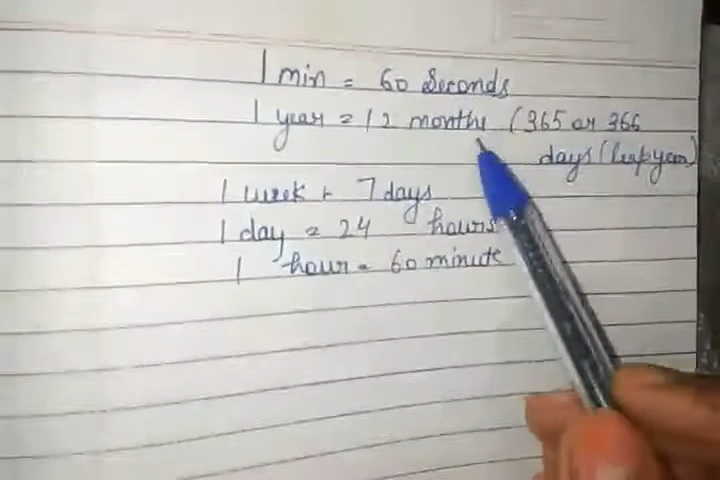 1 min = 60 Seconds
1 year = 12 months (365 or 366
days (leap year)
1 week = 7 days
1 day = 24 hours
1 hour = 60 minute